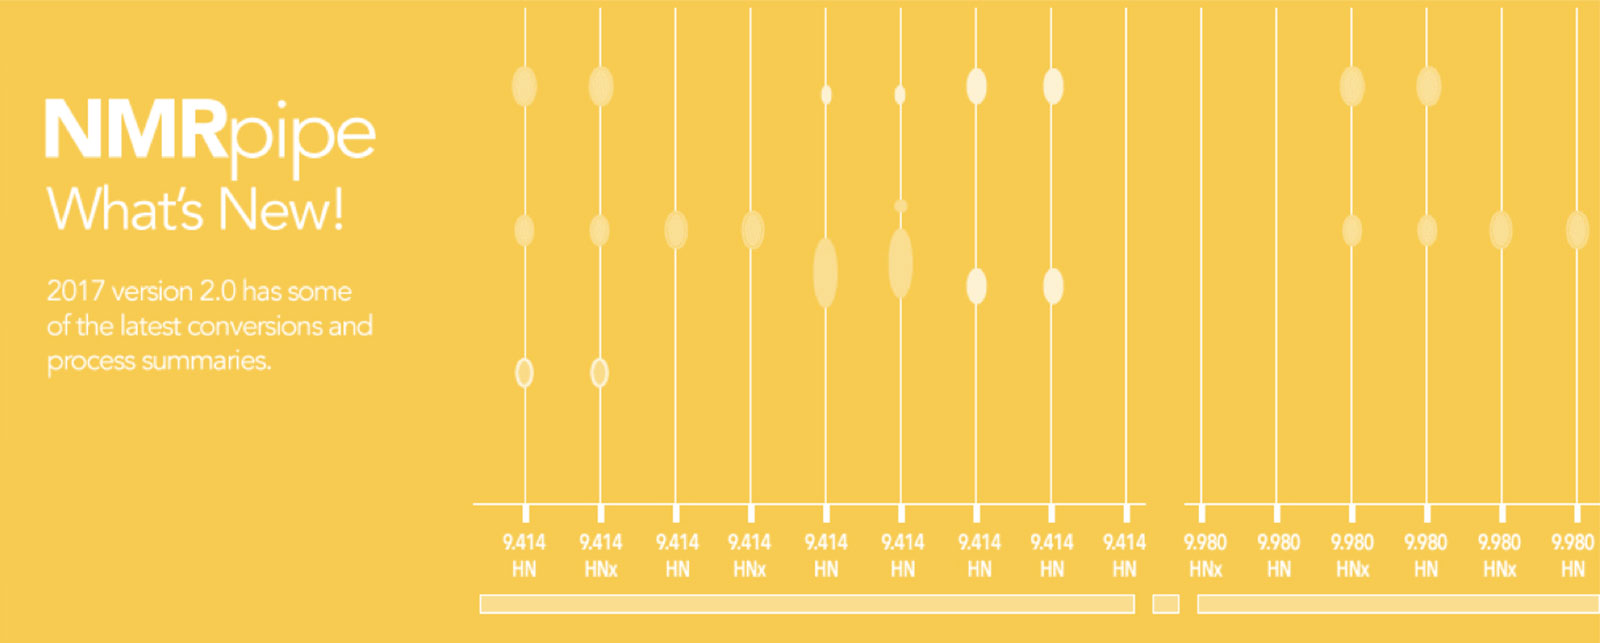 NMRpipe
What's New!
2017 version 2.0 has some
of the latest conversions and
process summaries.
9.414 9.414 9.414 9.414 9.414 9.414 9.414 9.414 9.414 9.980 9.980 9.980 9.980 9.980 9.980
HN HNx HN HNx HN HN HN HN HN HNx HN HNx HN HNx HN